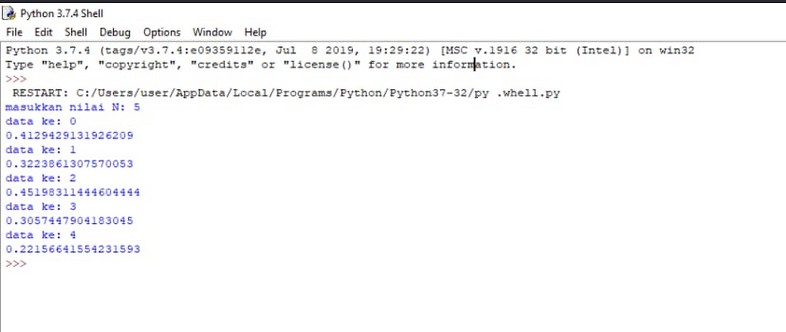 Python 3.7.4 Shell
File Edit Shell Debug Options Window Help
Python 3.7.4 (tags/v3.7.4:e09359112e, Jul  8 2019, 19:29:22) [MSC v.1916 32 bit (Intel)] on win32
Type "help", "copyright", "credits" or "license()" for more information.
>>>
 RESTART: C:/Users/user/AppData/Local/Programs/Python/Python37-32/py .whell.py
masukkan nilai N: 5
data ke: 0
0.4129429131926209
data ke: 1
0.3223861307570053
data ke: 2
0.45198311444604444
data ke: 3
0.3057447904183045
data ke: 4
0.22156641554231593
>>>